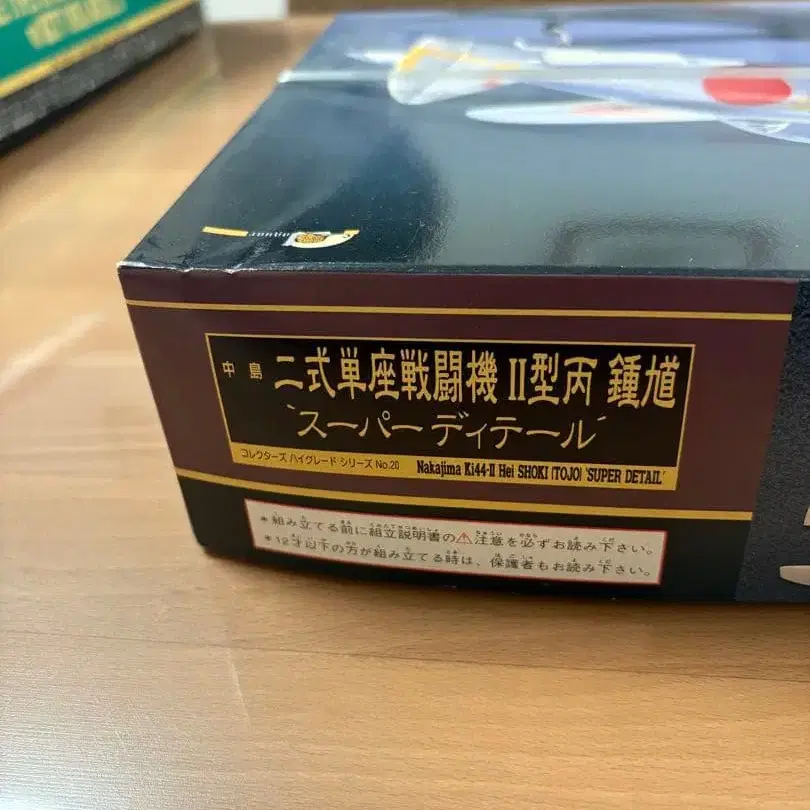 中島 二式単座戦闘機 II型丙 鍾馗
'スーパーディテール'
コレクターズ ハイグレード シリーズ No.20 Nakajima Ki44-II Hei SHOKI (TOJO) 'SUPER DETAIL'
*組み立てる前に組立説明書の⚠注意を必ずお読み下さい。
*12才以下の方が組み立てる時は、保護者もお読み下さい。